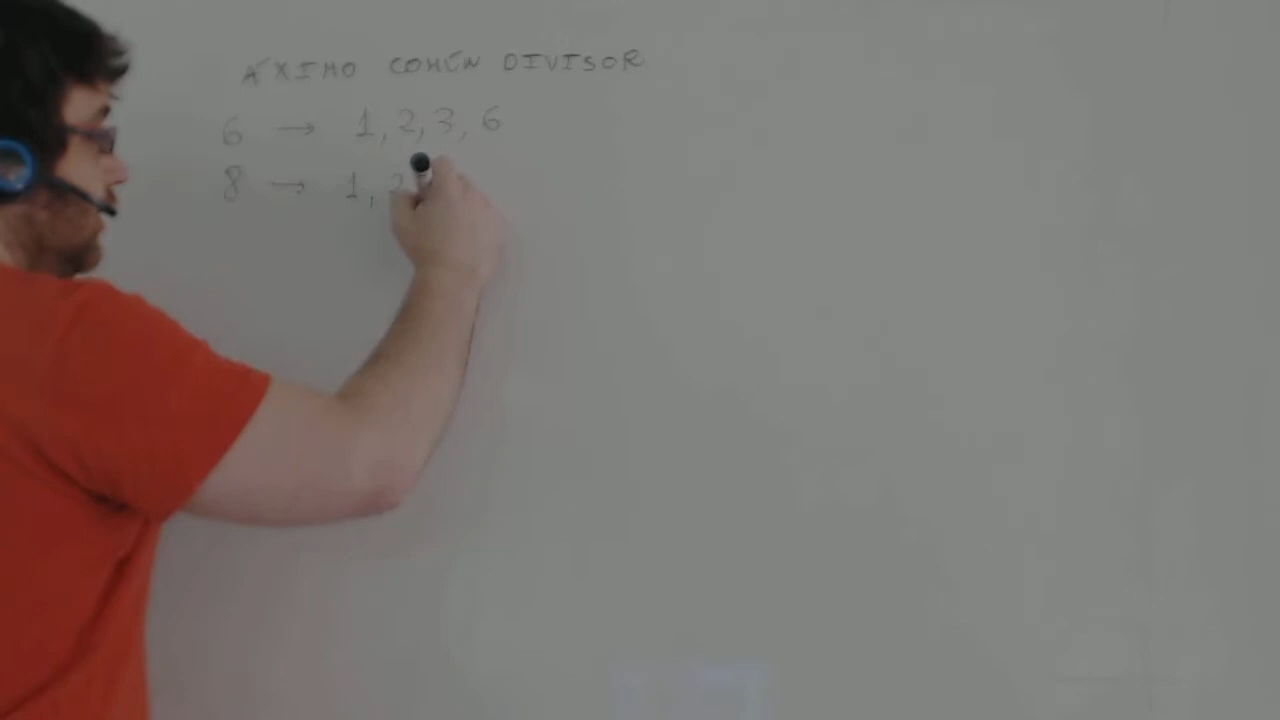 ÁXIMO COMÚN DIVISOR
6 → 1, 2, 3, 6
8 → 1, 2